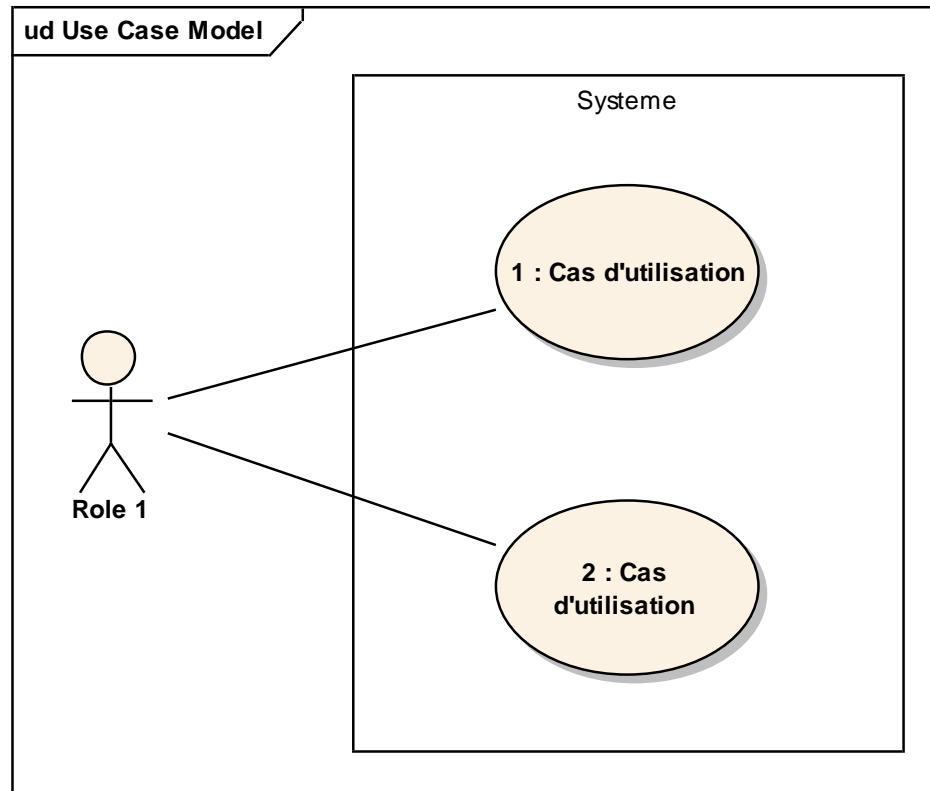 ud Use Case Model
Systeme
1 : Cas d'utilisation
Role 1
2 : Cas
d'utilisation